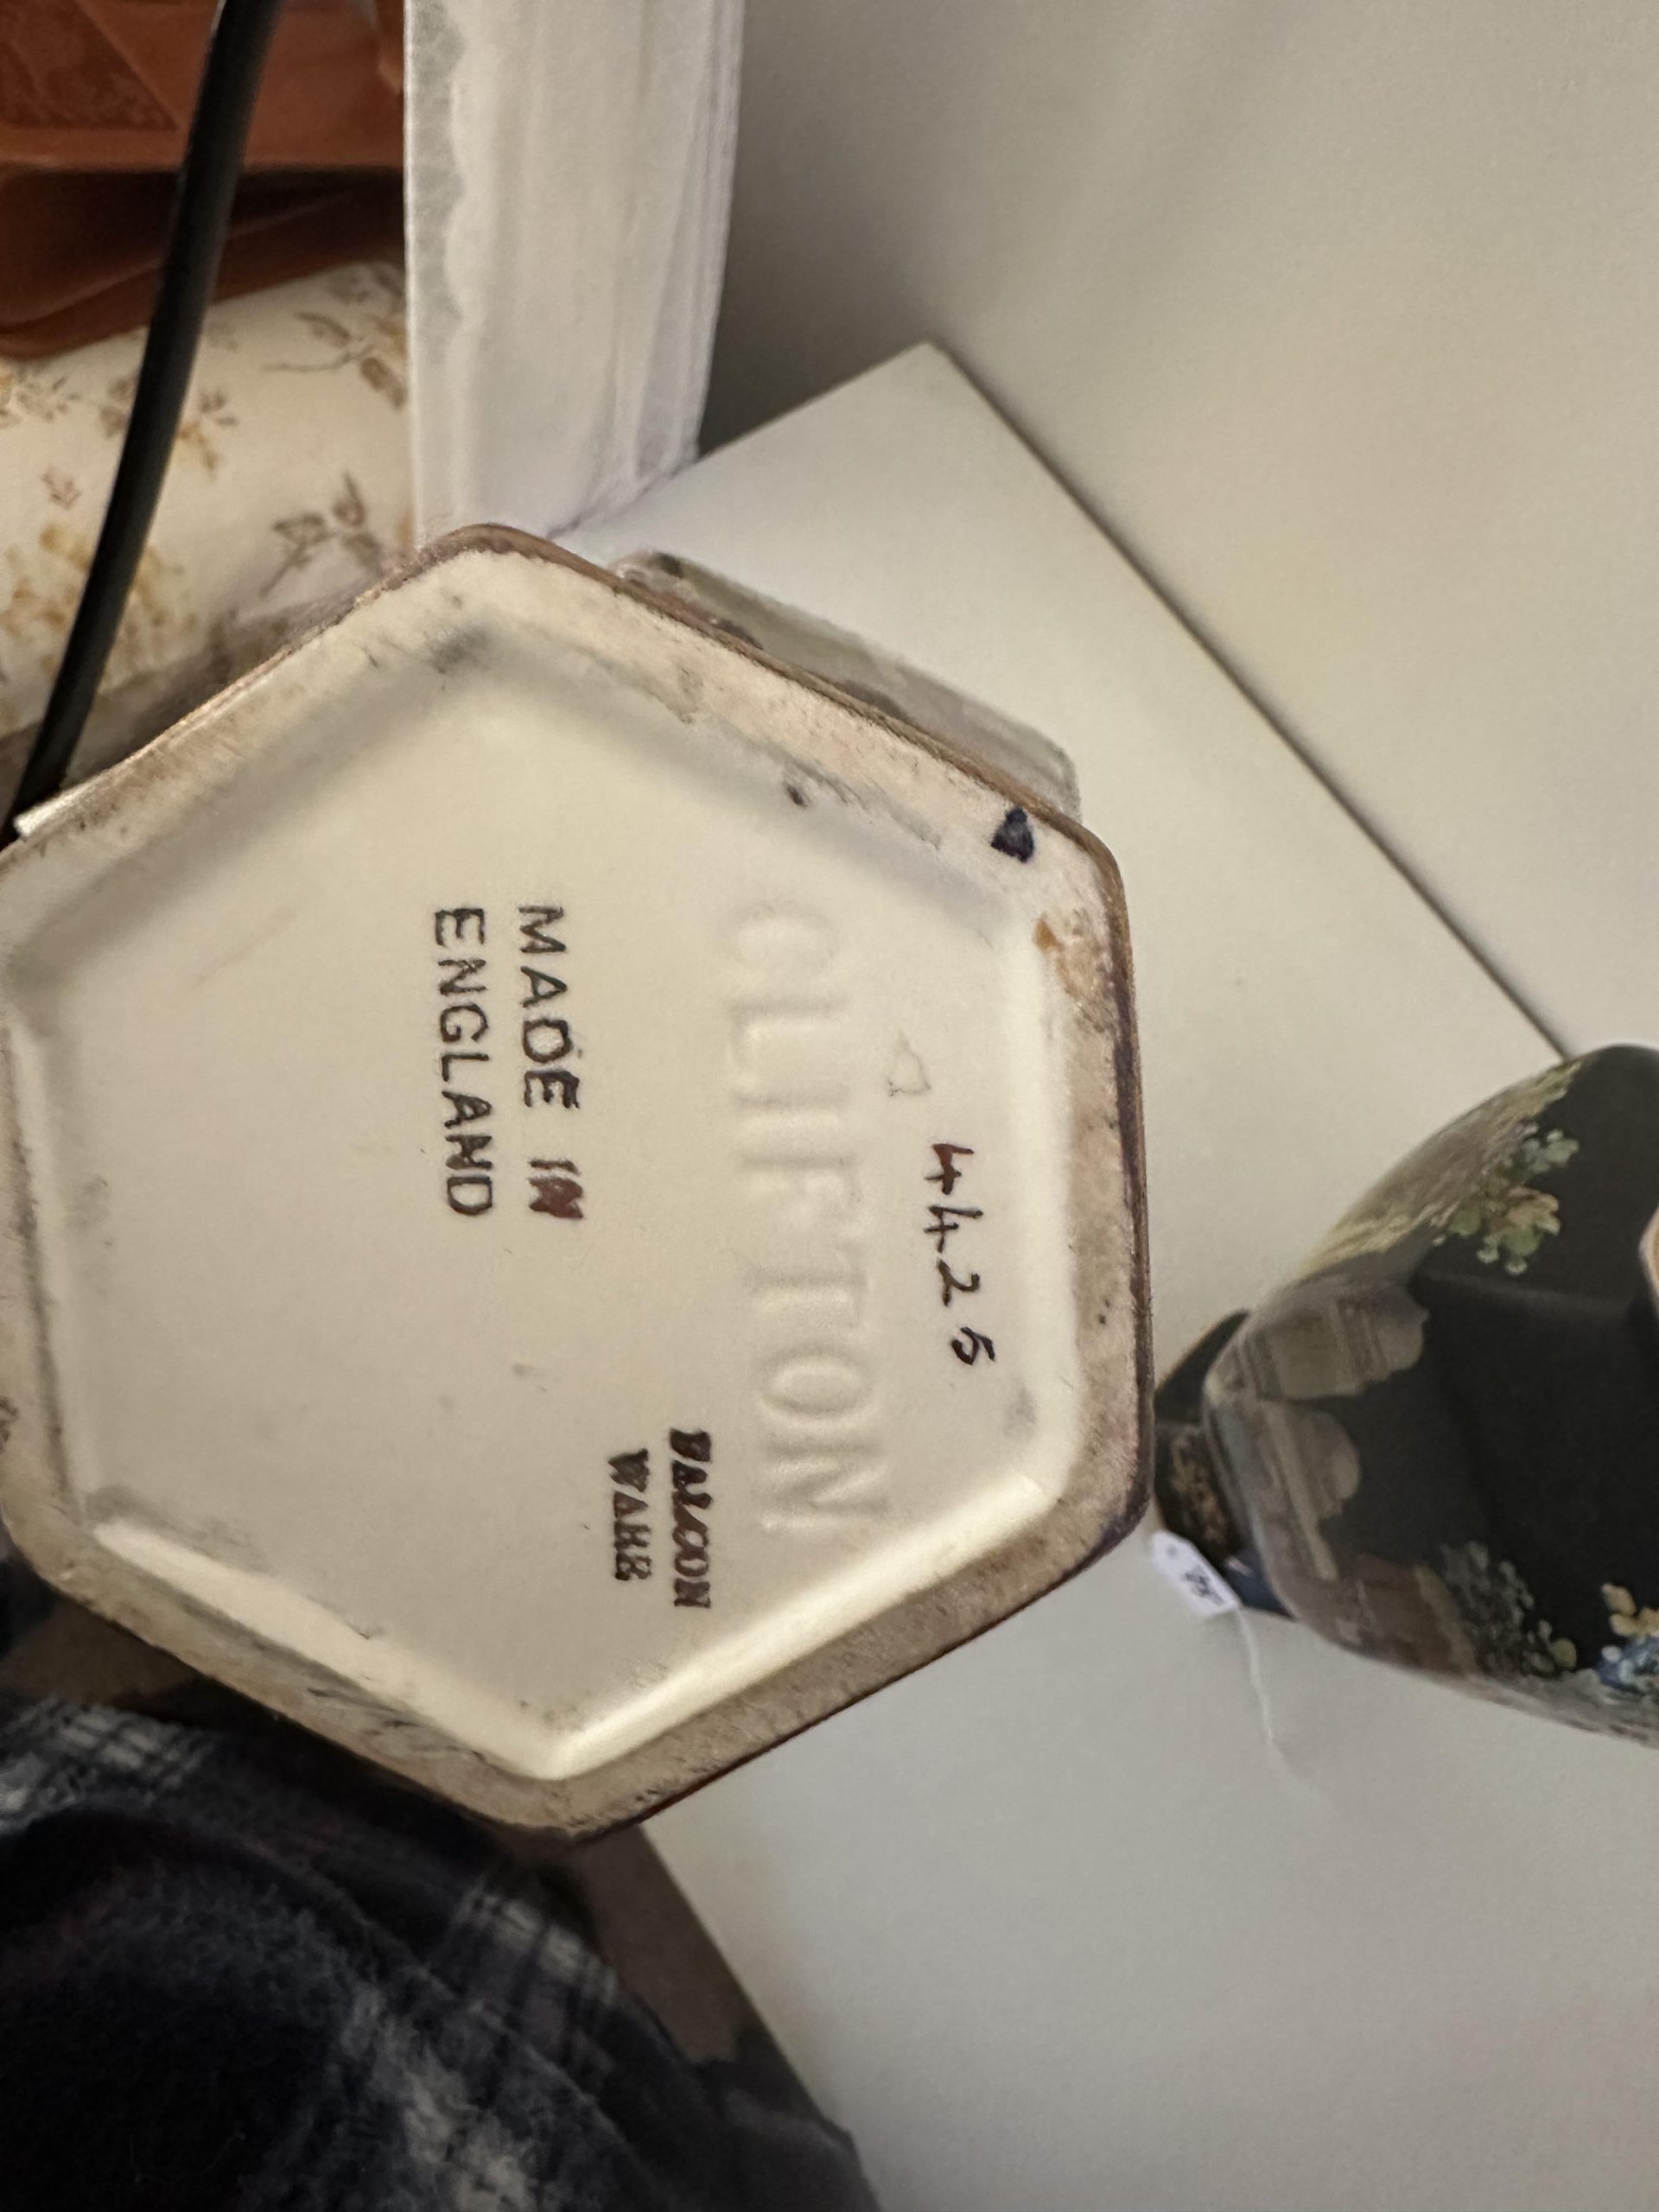 4425
CLIFTON
FALCON
WARE
MADE IN
ENGLAND